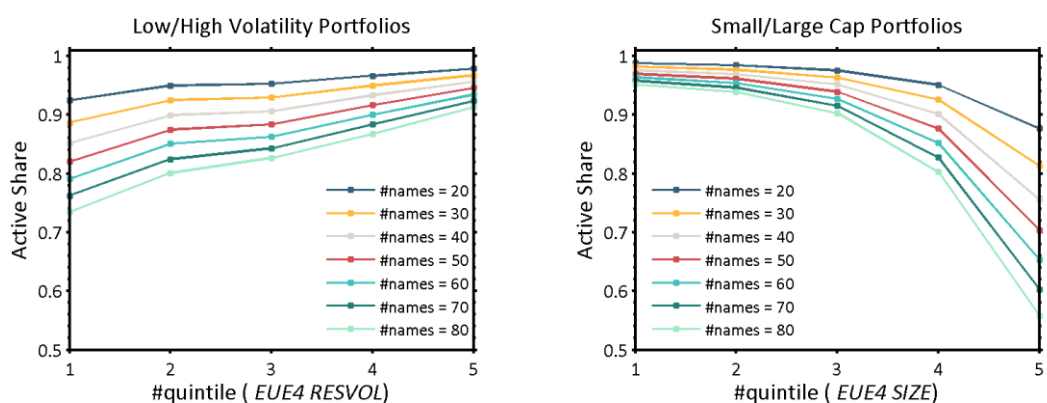 Low/High Volatility Portfolios
Active Share
1
0.9
0.8
0.7
0.6
0.5
#names = 20
#names = 30
#names = 40
#names = 50
#names = 60
#names = 70
#names = 80
1 2 3 4 5
#quintile ( EUE4 RESVOL)
Small/Large Cap Portfolios
Active Share
1
0.9
0.8
0.7
0.6
0.5
#names = 20
#names = 30
#names = 40
#names = 50
#names = 60
#names = 70
#names = 80
1 2 3 4 5
#quintile ( EUE4 SIZE)